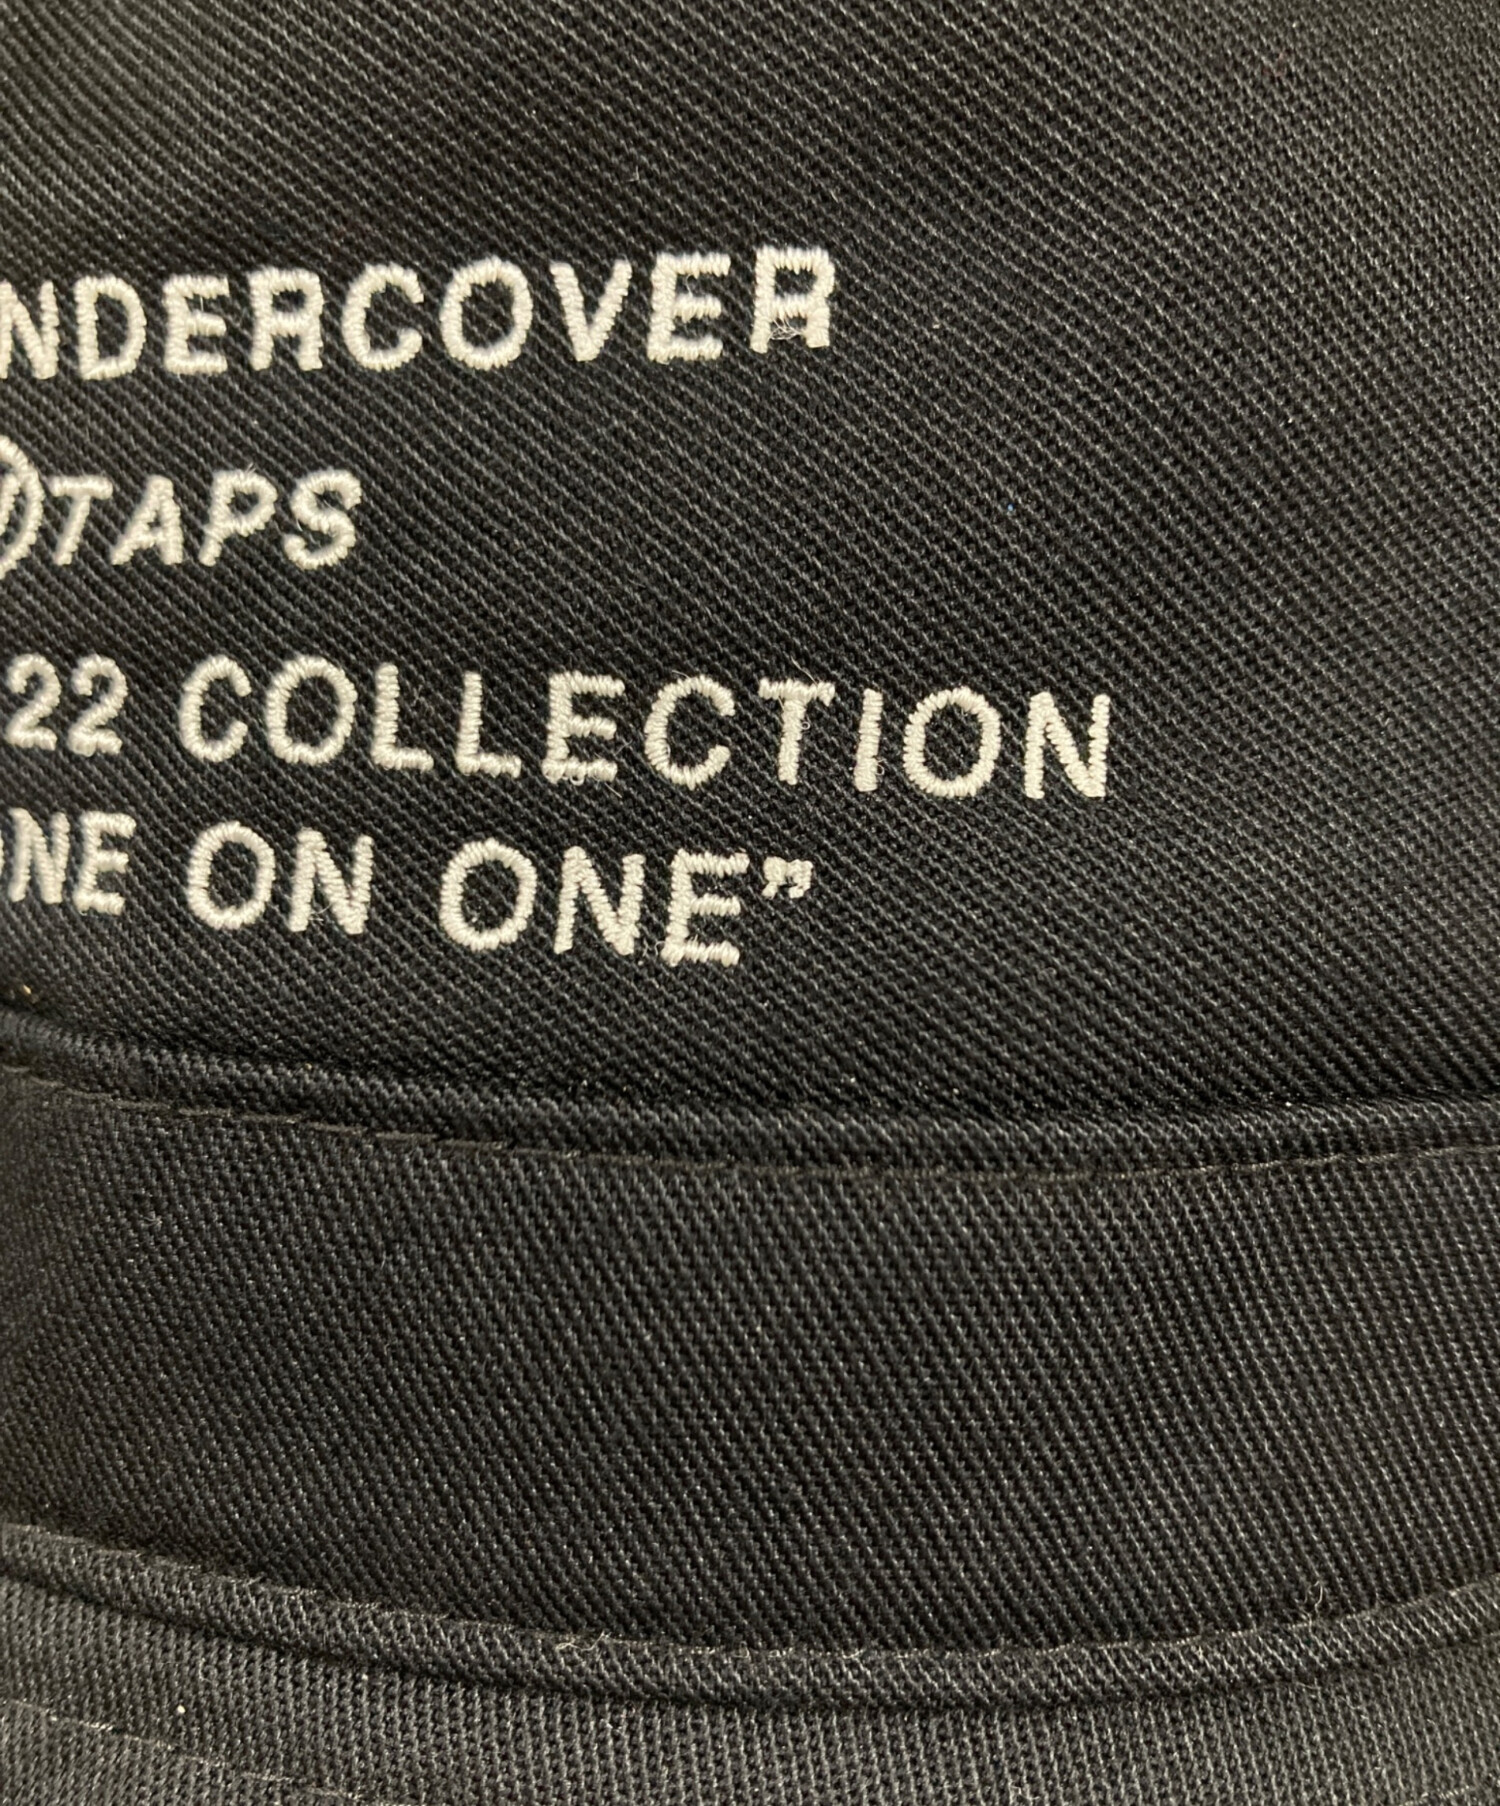 NDERCOVER
TAPS
22 COLLECTION
NE ON ONE”